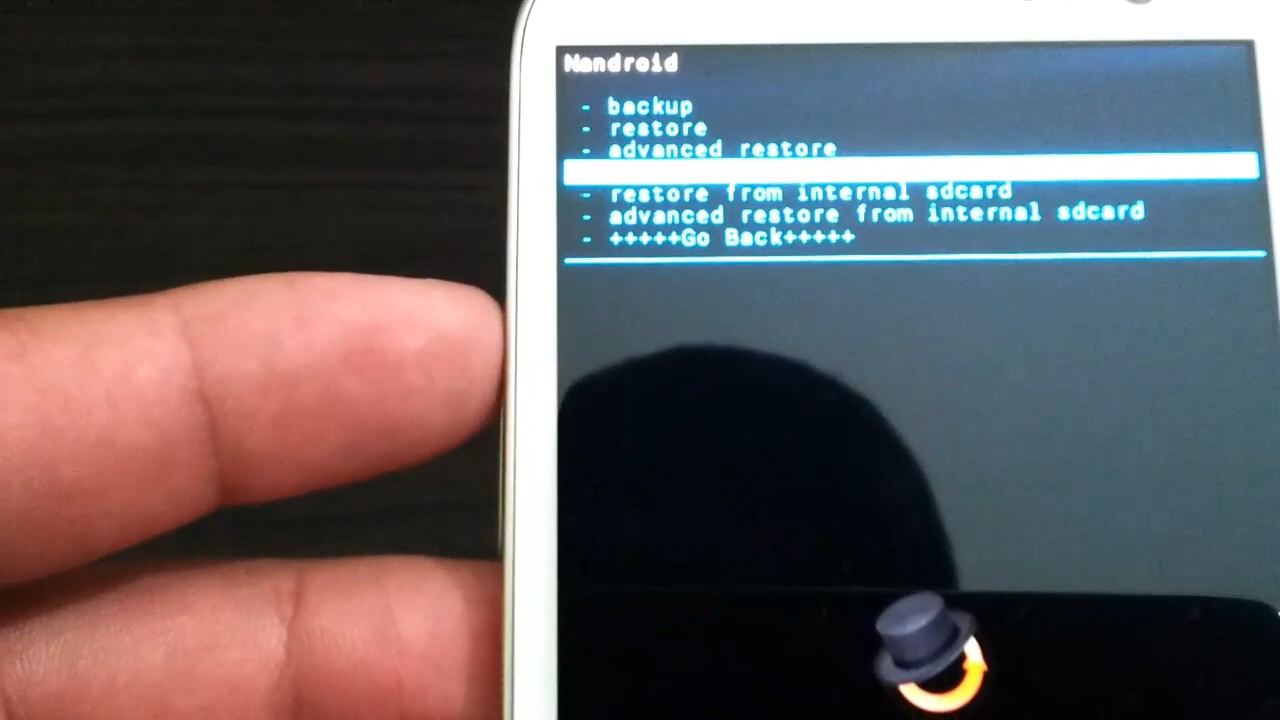 Nandroid
- backup
- restore
- advanced restore
- restore from internal sdcard
- advanced restore from internal sdcard
- +++++Go Back+++++